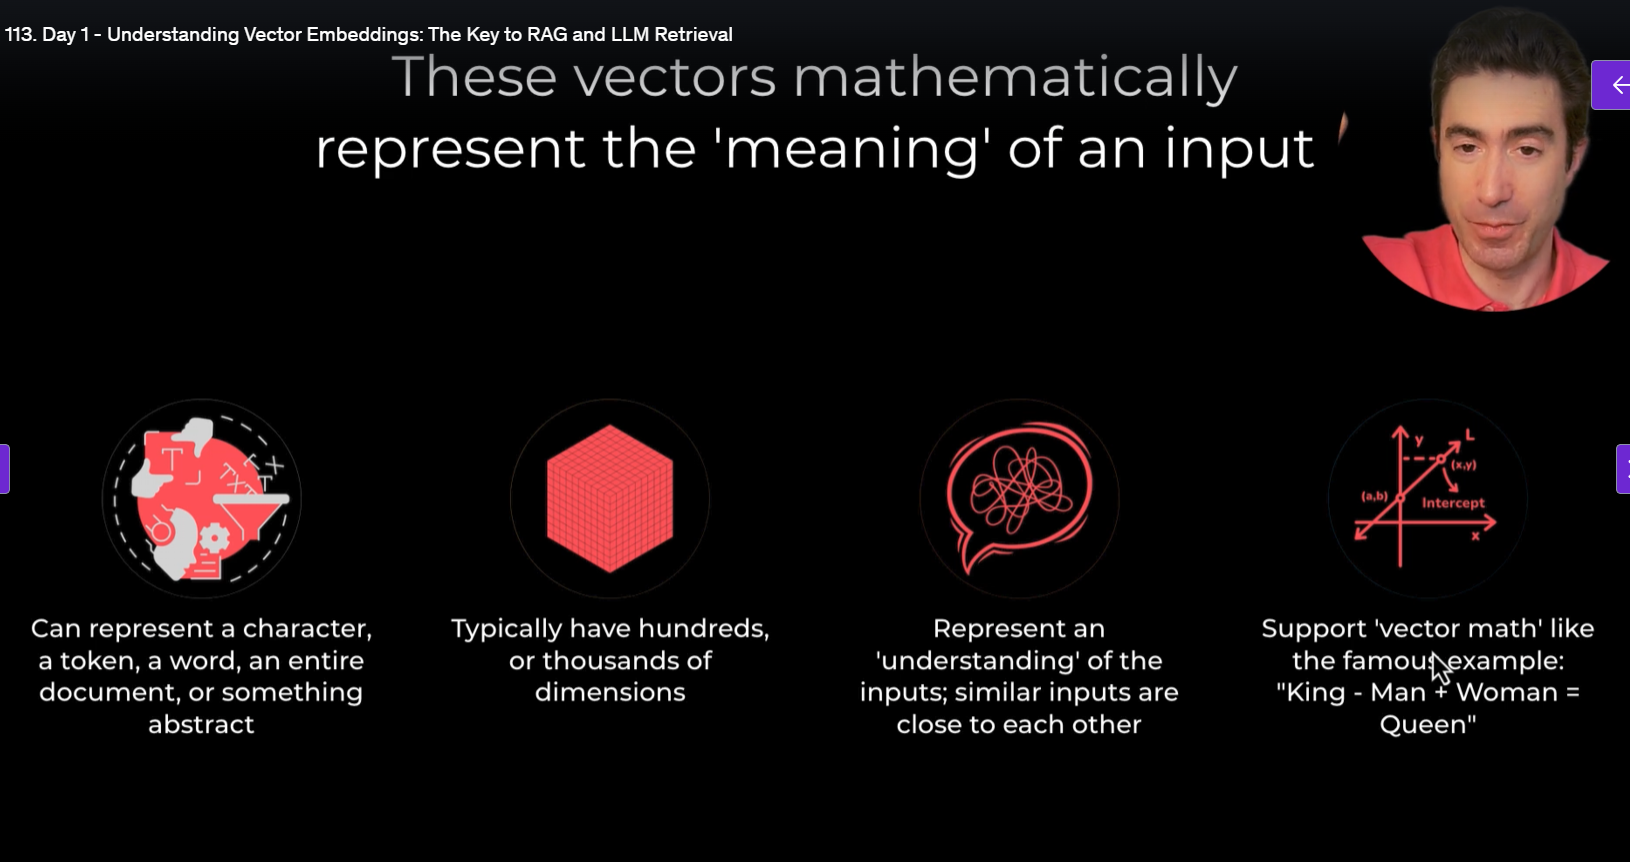 113. Day 1 - Understanding Vector Embeddings: The Key to RAG and LLM Retrieval
These vectors mathematically
represent the 'meaning' of an input
T
J
T X T
X
T
y
L
(x,y)
(a,b)
Intercept
x
Can represent a character,
a token, a word, an entire
document, or something
abstract
Typically have hundreds,
or thousands of
dimensions
Represent an
'understanding' of the
inputs; similar inputs are
close to each other
Support 'vector math' like
the famous example:
"King - Man + Woman =
Queen"